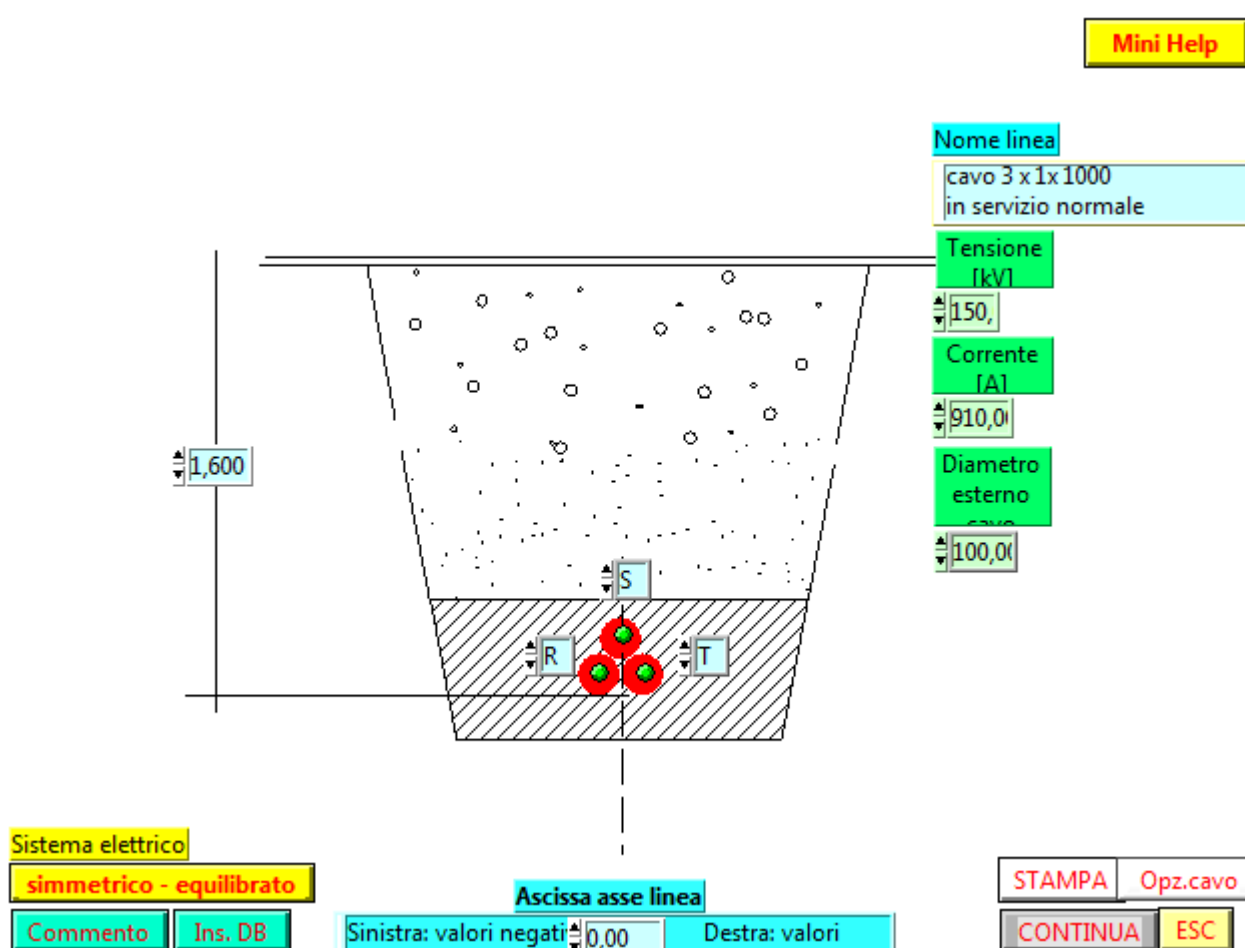 Mini Help
Nome linea
cavo 3 x 1x 1000
in servizio normale
Tensione
[kV]
150,
Corrente
[A]
910,0
1,600
Diametro
esterno
cavo
100,0
S
R
T
Sistema elettrico
simmetrico - equilibrato
Commento
Ins. DB
Ascissa asse linea
Sinistra: valori negati
0,00
Destra: valori
STAMPA
Opz.cavo
CONTINUA
ESC